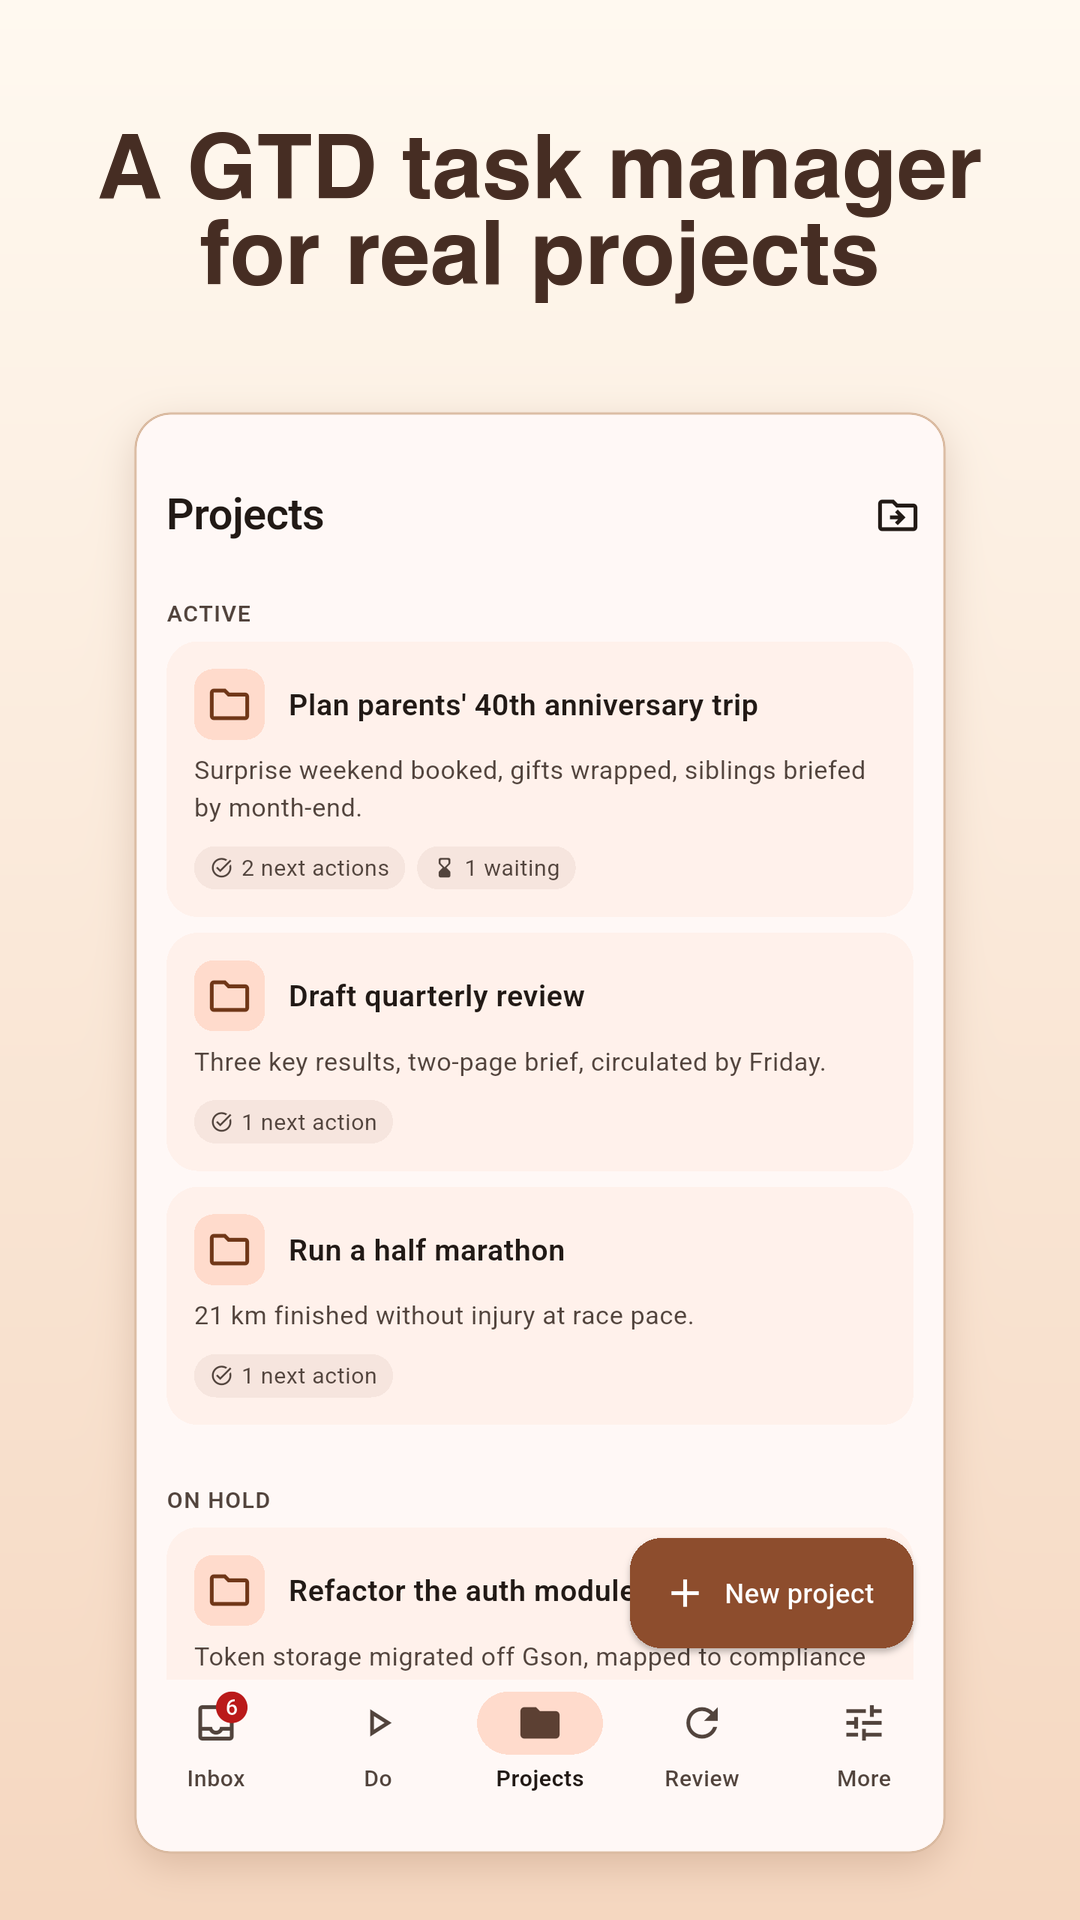 A GTD task manager
for real projects
Projects
ACTIVE
Plan parents' 40th anniversary trip
Surprise weekend booked, gifts wrapped, siblings briefed
by month-end.
2 next actions
1 waiting
Draft quarterly review
Three key results, two-page brief, circulated by Friday.
1 next action
Run a half marathon
21 km finished without injury at race pace.
1 next action
ON HOLD
Refactor the auth module
New project
Token storage migrated off Gson, mapped to compliance
6
Inbox
Do
Projects
Review
More